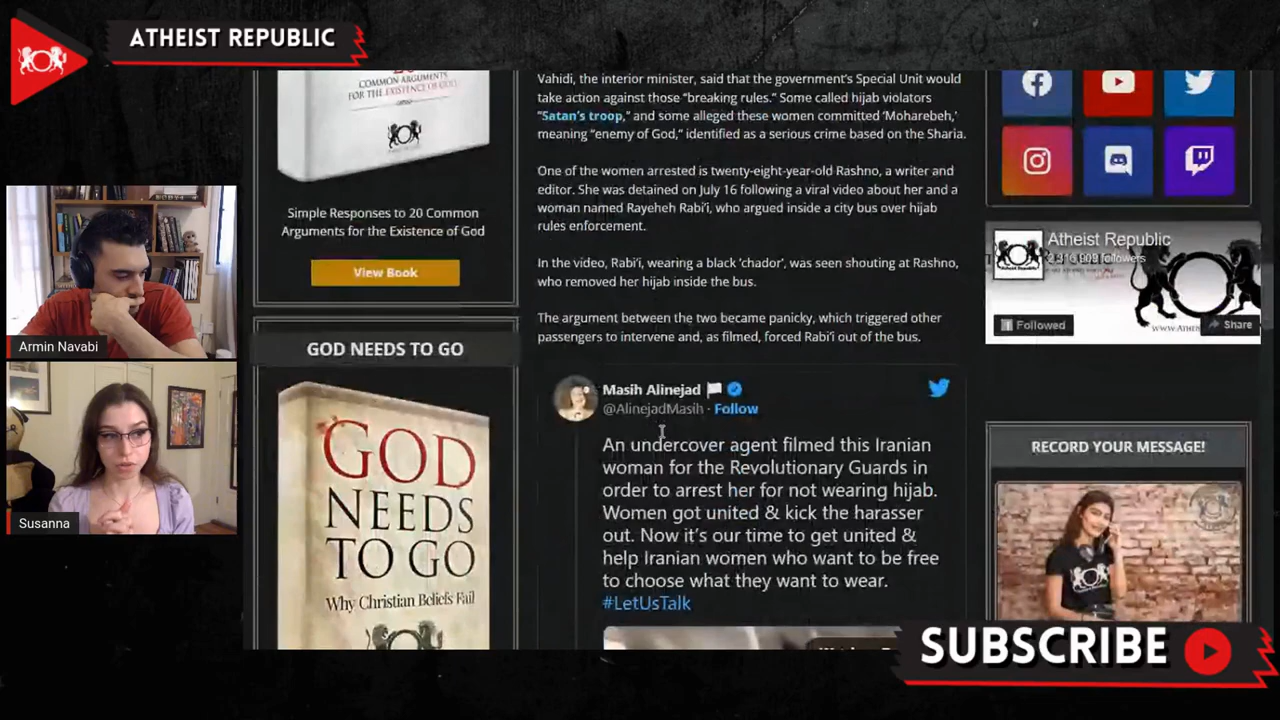 ATHEIST REPUBLIC
COMMON ARGUMENTS
FOR THE EXISTENCE OF GOD
Simple Responses to 20 Common
Arguments for the Existence of God
View Book
GOD NEEDS TO GO
GOD
NEEDS
TO GO
Why Christian Beliefs Fail
Armin Navabi
Susanna
Vahidi, the interior minister, said that the government's Special Unit would
take action against those "breaking rules." Some called hijab violators
"Satan's troop," and some alleged these women committed 'Moharebeh,'
meaning "enemy of God," identified as a serious crime based on the Sharia.
One of the women arrested is twenty-eight-year-old Rashno, a writer and
editor. She was detained on July 16 following a viral video about her and a
woman named Rayeheh Rabi'i, who argued inside a city bus over hijab
rules enforcement.
In the video, Rabi'i, wearing a black 'chador', was seen shouting at Rashno,
who removed her hijab inside the bus.
The argument between the two became panicky, which triggered other
passengers to intervene and, as filmed, forced Rabi'i out of the bus.
Masih Alinejad
@AlinejadMasih · Follow
An undercover agent filmed this Iranian
woman for the Revolutionary Guards in
order to arrest her for not wearing hijab.
Women got united & kick the harasser
out. Now it's our time to get united &
help Iranian women who want to be free
to choose what they want to wear.
#LetUsTalk
Atheist Republic
followers
Followed
Share
RECORD YOUR MESSAGE!
SUBSCRIBE